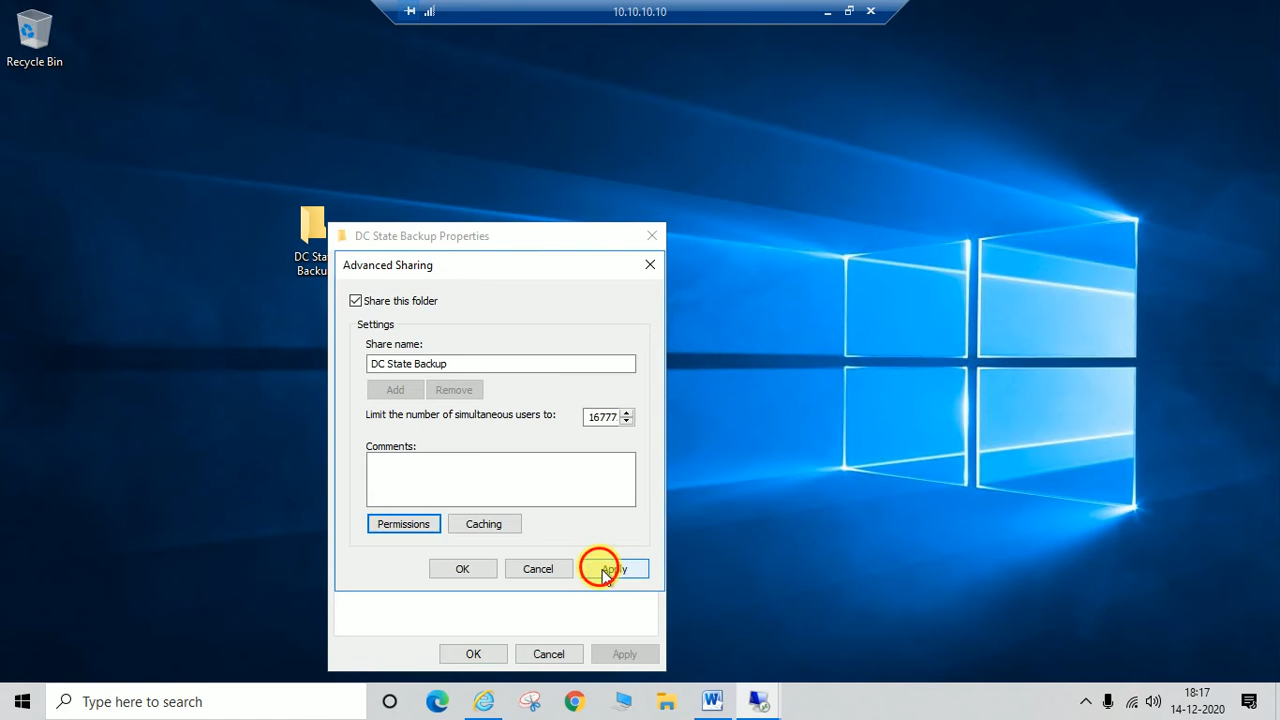 10.10.10.10
Recycle Bin
DC Sta
Backu
DC State Backup Properties
Advanced Sharing
Share this folder
Settings
Share name:
DC State Backup
Add
Remove
Limit the number of simultaneous users to:
16777
Comments:
Permissions
Caching
OK
Cancel
Apply
OK
Cancel
Apply
Type here to search
18:17
14-12-2020